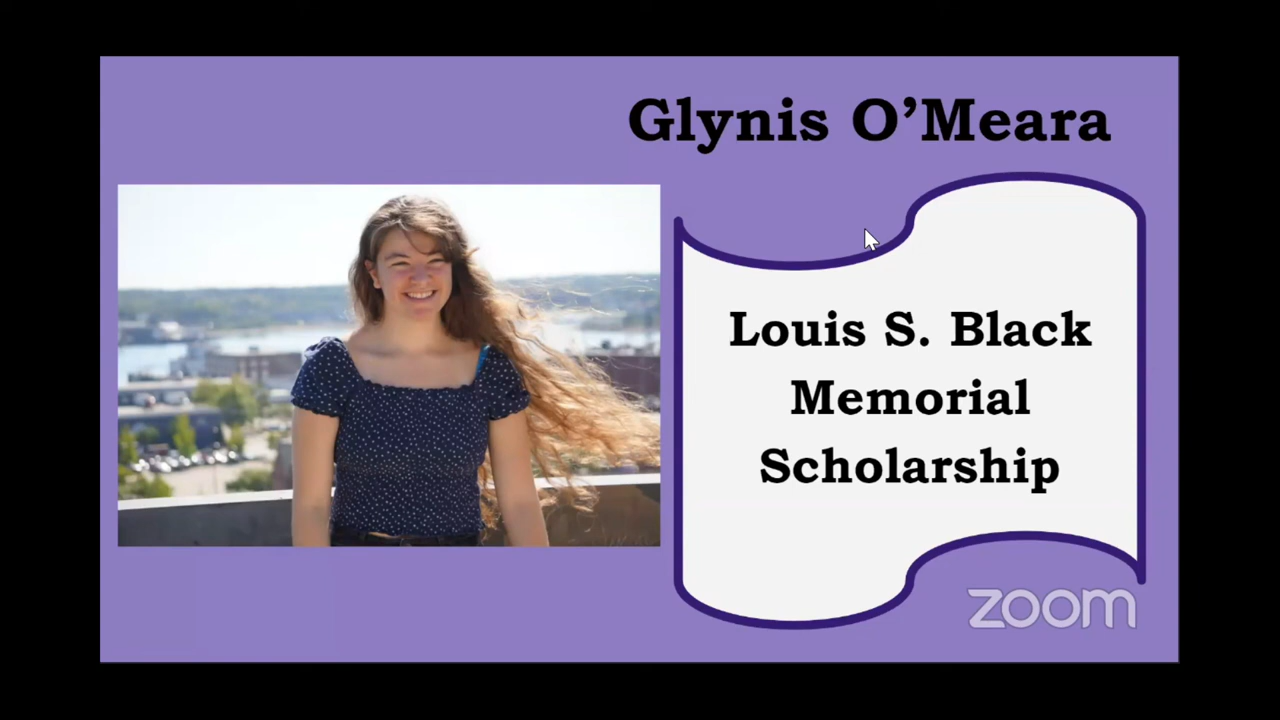 Glynis O’Meara
Louis S. Black
Memorial
Scholarship
zoom